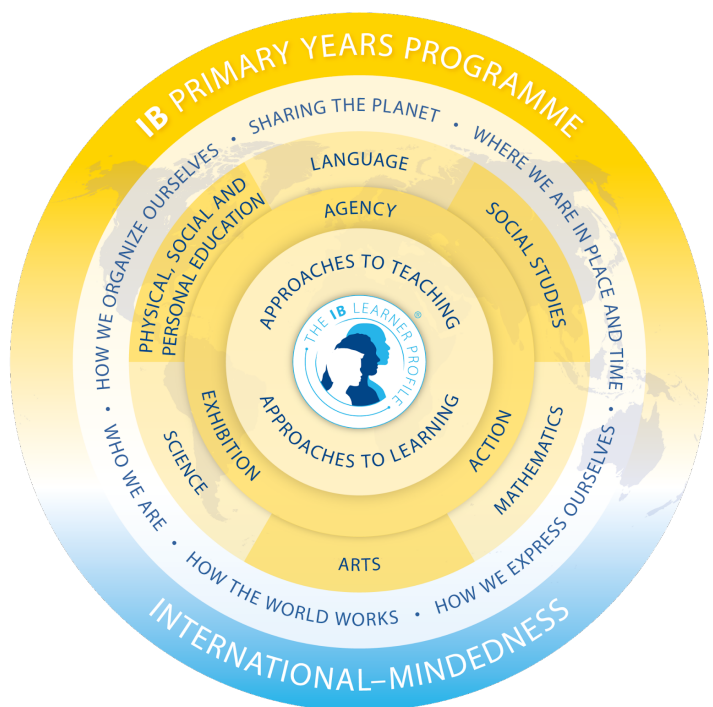 IB PRIMARY YEARS PROGRAMME
SHARING THE PLANET
WHERE WE ARE IN PLACE AND TIME
HOW WE EXPRESS OURSELVES
HOW THE WORLD WORKS
WHO WE ARE
HOW WE ORGANIZE OURSELVES
LANGUAGE
SOCIAL STUDIES
MATHEMATICS
ARTS
SCIENCE
PHYSICAL, SOCIAL AND
PERSONAL EDUCATION
AGENCY
ACTION
EXHIBITION
APPROACHES TO TEACHING
APPROACHES TO LEARNING
THE IB LEARNER PROFILE
®
INTERNATIONAL–MINDEDNESS